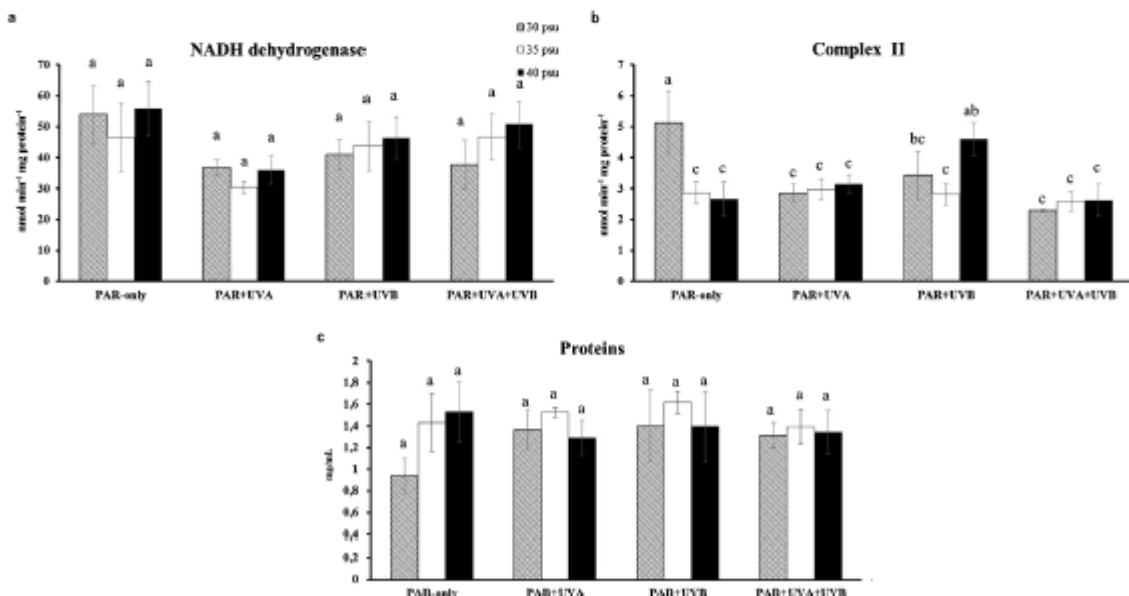 a
NADH dehydrogenase
30 psu
35 psu
40 psu
nmol min⁻¹ mg protein⁻¹
70
60
50
40
30
20
10
0
a a a
a a a
a a a
a a a
PAR-only PAR+UVA PAR+UVB PAR+UVA+UVB
b
Complex II
nmol min⁻¹ mg protein⁻¹
7
6
5
4
3
2
1
0
a c c
c c c
bc c ab
c c c
PAR-only PAR+UVA PAR+UVB PAR+UVA+UVB
c
Proteins
mg/mL
2
1,8
1,6
1,4
1,2
1
0,8
0,6
0,4
0,2
0
a a a
a a a
a a a
a a a
PAR-only PAR+UVA PAR+UVB PAR+UVA+UVB